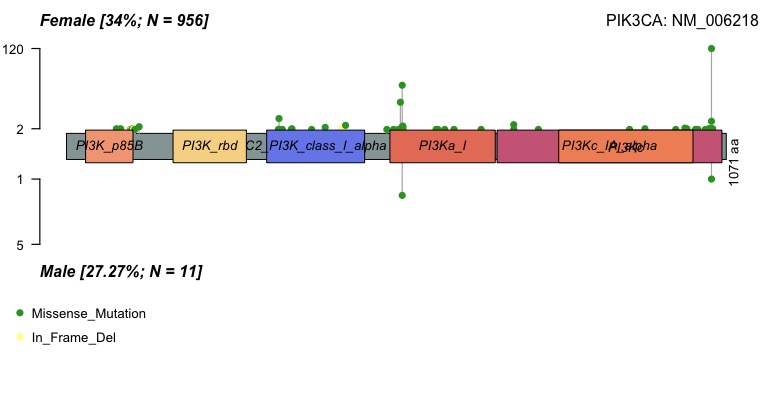 Female [34%; N = 956]
PIK3CA: NM_006218
120
2
PI3K_p85B
PI3K_rbd
C2_PI3K_class_I_alpha
PI3Ka_I
PI3Kc_IA_alpha
PI3Kc
1071 aa
1
5
Male [27.27%; N = 11]
Missense_Mutation
In_Frame_Del